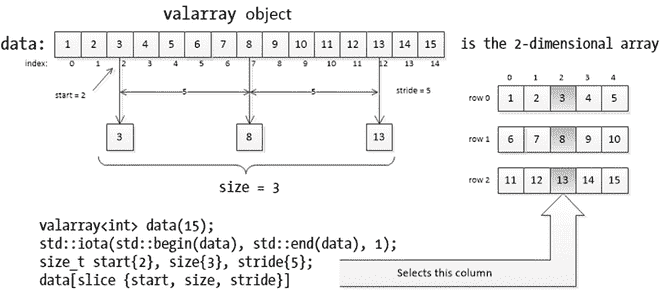 valarray object
data: 1 2 3 4 5 6 7 8 9 10 11 12 13 14 15
index: 0 1 2 3 4 5 6 7 8 9 10 11 12 13 14
is the 2-dimensional array
start = 2
5 5
stride = 5
3 8 13
size = 3
0 1 2 3 4
row 0 1 2 3 4 5
row 1 6 7 8 9 10
row 2 11 12 13 14 15
valarray<int> data(15);
std::iota(std::begin(data), std::end(data), 1);
size_t start{2}, size{3}, stride{5};
data[slice {start, size, stride}]
Selects this column